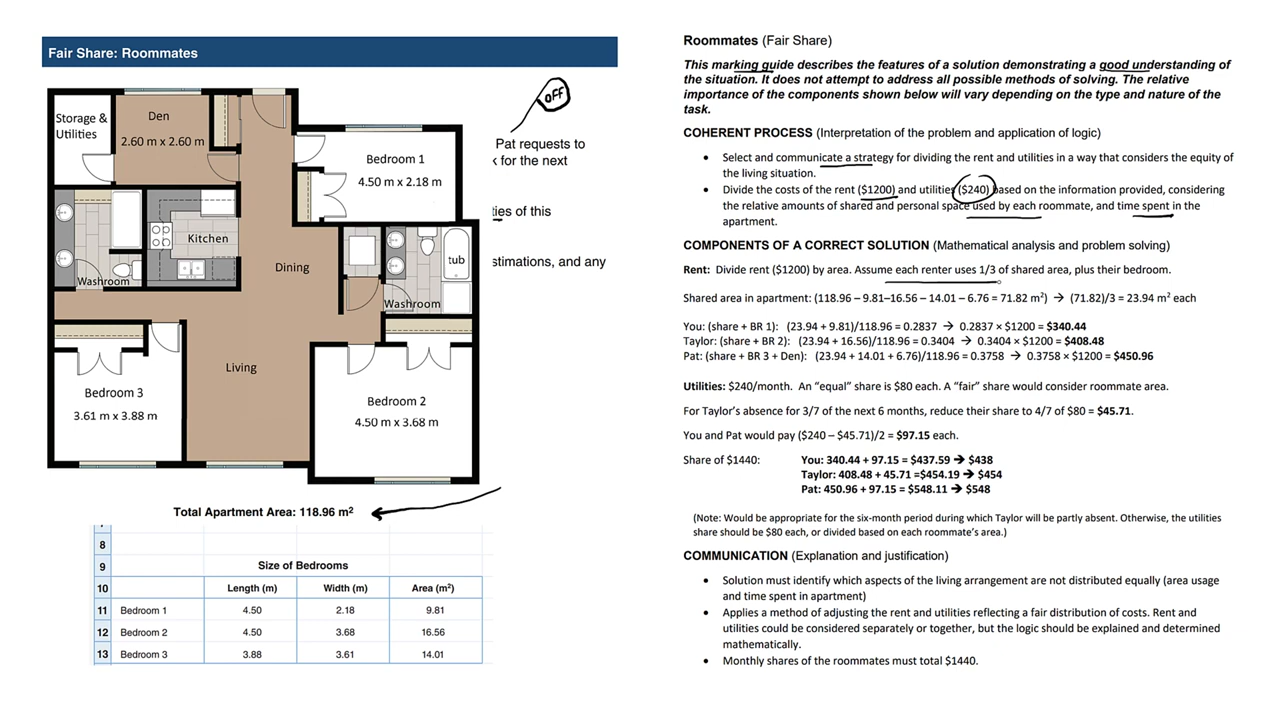 Fair Share: Roommates
OFF
Pat requests to
for the next
ties of this
stimations, and any
Storage &
Utilities
Den
2.60 m x 2.60 m
Bedroom 1
4.50 m x 2.18 m
Kitchen
Washroom
Dining
tub
Washroom
Living
Bedroom 3
3.61 m x 3.88 m
Bedroom 2
4.50 m x 3.68 m
Total Apartment Area: 118.96 m²
8
9 Size of Bedrooms
10 Length (m) Width (m) Area (m²)
11 Bedroom 1 4.50 2.18 9.81
12 Bedroom 2 4.50 3.68 16.56
13 Bedroom 3 3.88 3.61 14.01
Roommates (Fair Share)
This marking guide describes the features of a solution demonstrating a good understanding of
the situation. It does not attempt to address all possible methods of solving. The relative
importance of the components shown below will vary depending on the type and nature of the
task.
COHERENT PROCESS (Interpretation of the problem and application of logic)
• Select and communicate a strategy for dividing the rent and utilities in a way that considers the equity of
the living situation.
• Divide the costs of the rent ($1200) and utilities ($240) based on the information provided, considering
the relative amounts of shared and personal space used by each roommate, and time spent in the
apartment.
COMPONENTS OF A CORRECT SOLUTION (Mathematical analysis and problem solving)
Rent: Divide rent ($1200) by area. Assume each renter uses 1/3 of shared area, plus their bedroom.
Shared area in apartment: (118.96 – 9.81–16.56 – 14.01 – 6.76 = 71.82 m²) → (71.82)/3 = 23.94 m² each
You: (share + BR 1): (23.94 + 9.81)/118.96 = 0.2837 → 0.2837 × $1200 = $340.44
Taylor: (share + BR 2): (23.94 + 16.56)/118.96 = 0.3404 → 0.3404 × $1200 = $408.48
Pat: (share + BR 3 + Den): (23.94 + 14.01 + 6.76)/118.96 = 0.3758 → 0.3758 × $1200 = $450.96
Utilities: $240/month. An “equal” share is $80 each. A “fair” share would consider roommate area.
For Taylor’s absence for 3/7 of the next 6 months, reduce their share to 4/7 of $80 = $45.71.
You and Pat would pay ($240 – $45.71)/2 = $97.15 each.
Share of $1440: You: 340.44 + 97.15 = $437.59 → $438
Taylor: 408.48 + 45.71 =$454.19 → $454
Pat: 450.96 + 97.15 = $548.11 → $548
(Note: Would be appropriate for the six-month period during which Taylor will be partly absent. Otherwise, the utilities
share should be $80 each, or divided based on each roommate’s area.)
COMMUNICATION (Explanation and justification)
• Solution must identify which aspects of the living arrangement are not distributed equally (area usage
and time spent in apartment)
• Applies a method of adjusting the rent and utilities reflecting a fair distribution of costs. Rent and
utilities could be considered separately or together, but the logic should be explained and determined
mathematically.
• Monthly shares of the roommates must total $1440.